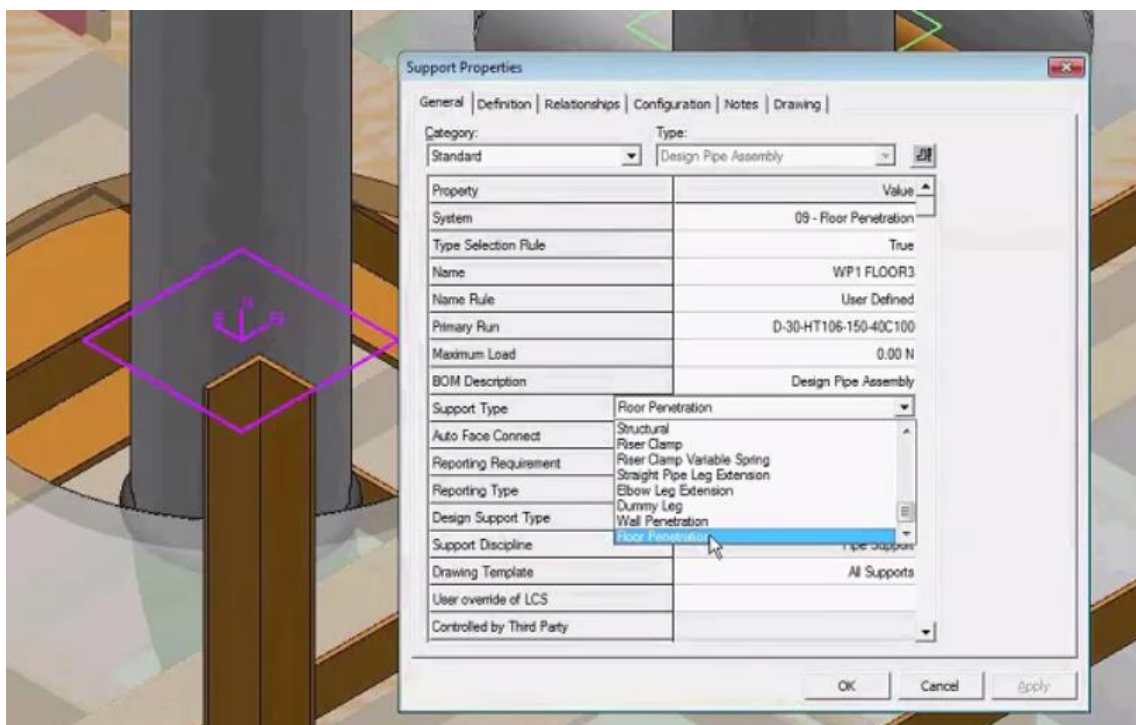 Support Properties
General Definition Relationships Configuration Notes Drawing
Category: Type:
Standard Design Pipe Assembly
Property Value
System 09 - Floor Penetration
Type Selection Rule True
Name WP1 FLOOR3
Name Rule User Defined
Primary Run D-30-HT106-150-40C100
Maximum Load 0.00 N
BOM Description Design Pipe Assembly
Support Type Floor Penetration
Auto Face Connect
Reporting Requirement
Reporting Type
Design Support Type
Support Discipline Pipe Support
Drawing Template All Supports
User override of LCS
Controlled by Third Party
Structural
Riser Clamp
Riser Clamp Variable Spring
Straight Pipe Leg Extension
Elbow Leg Extension
Dummy Leg
Wall Penetration
Floor Penetration
OK Cancel Apply